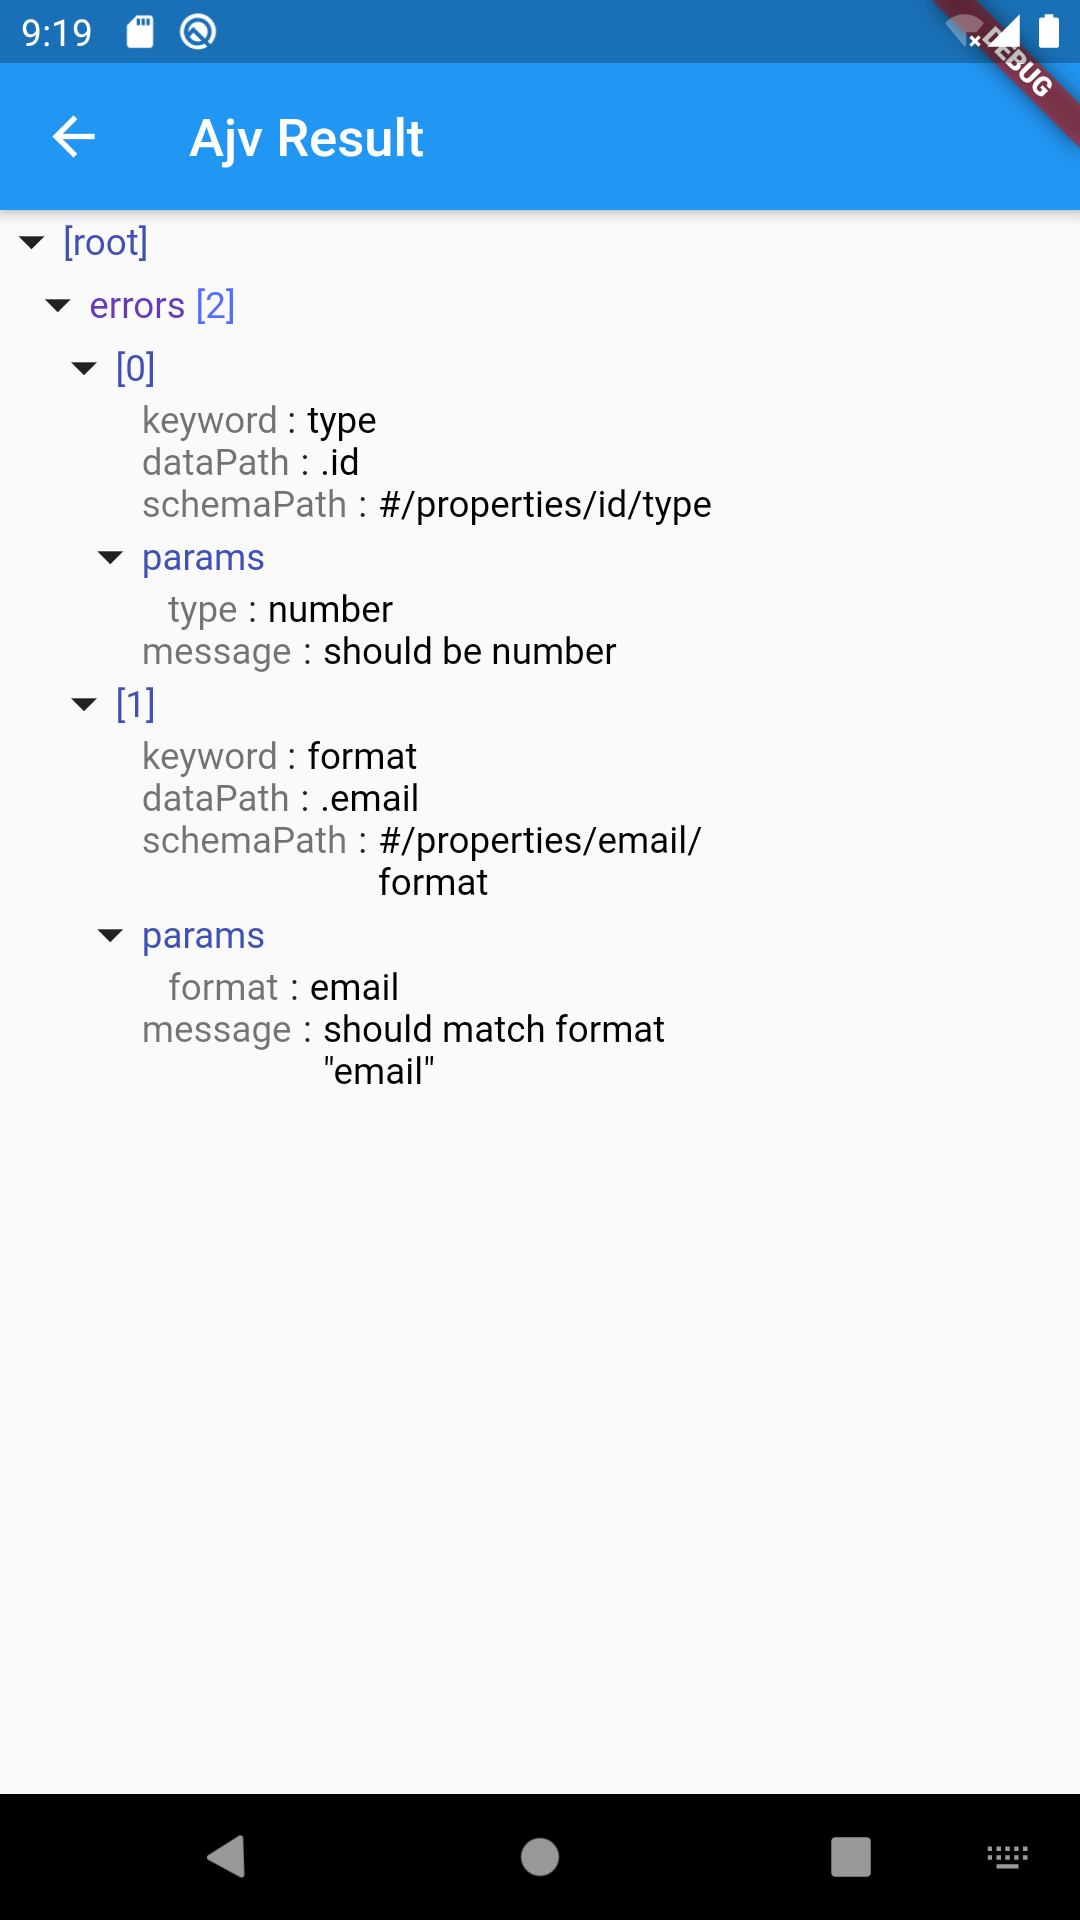 9:19
DEBUG
Ajv Result
[root]
errors [2]
[0]
keyword : type
dataPath : .id
schemaPath : #/properties/id/type
params
type : number
message : should be number
[1]
keyword : format
dataPath : .email
schemaPath : #/properties/email/
format
params
format : email
message : should match format
"email"